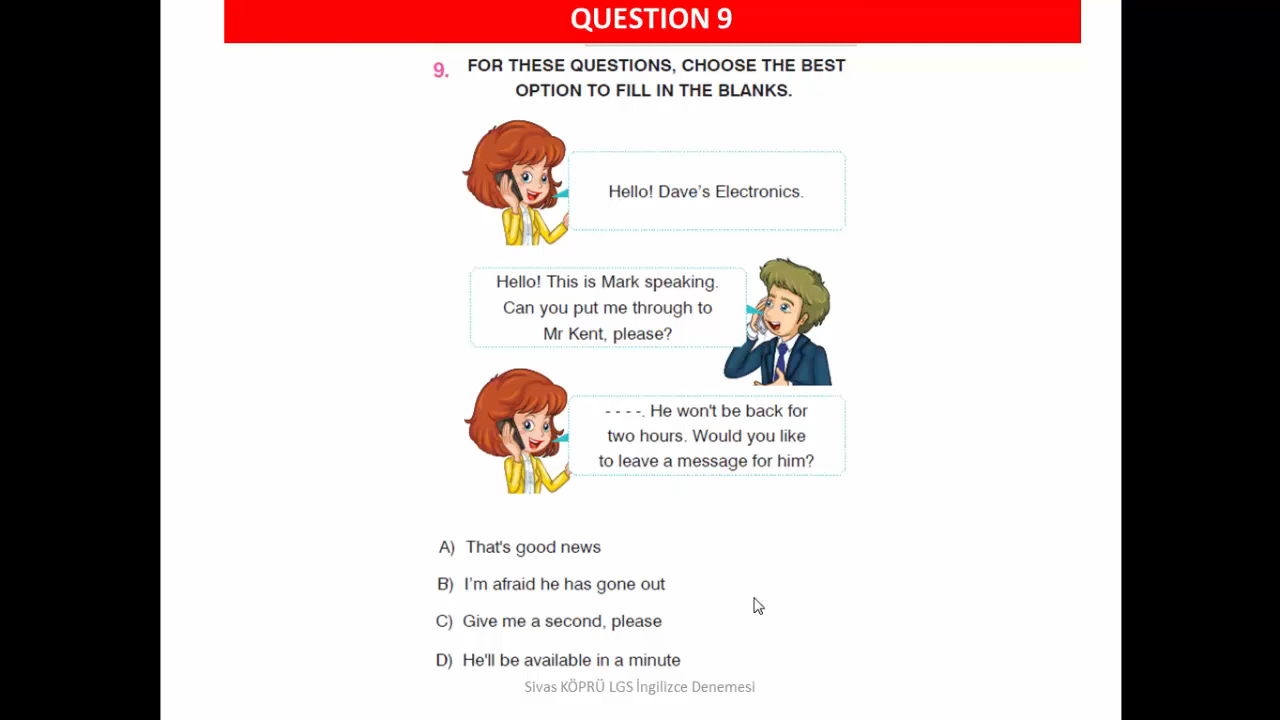 QUESTION 9
9. FOR THESE QUESTIONS, CHOOSE THE BEST
OPTION TO FILL IN THE BLANKS.
Hello! Dave's Electronics.
Hello! This is Mark speaking.
Can you put me through to
Mr Kent, please?
- - - -. He won't be back for
two hours. Would you like
to leave a message for him?
A) That's good news
B) I'm afraid he has gone out
C) Give me a second, please
D) He'll be available in a minute
Sivas KÖPRÜ LGS İngilizce Denemesi